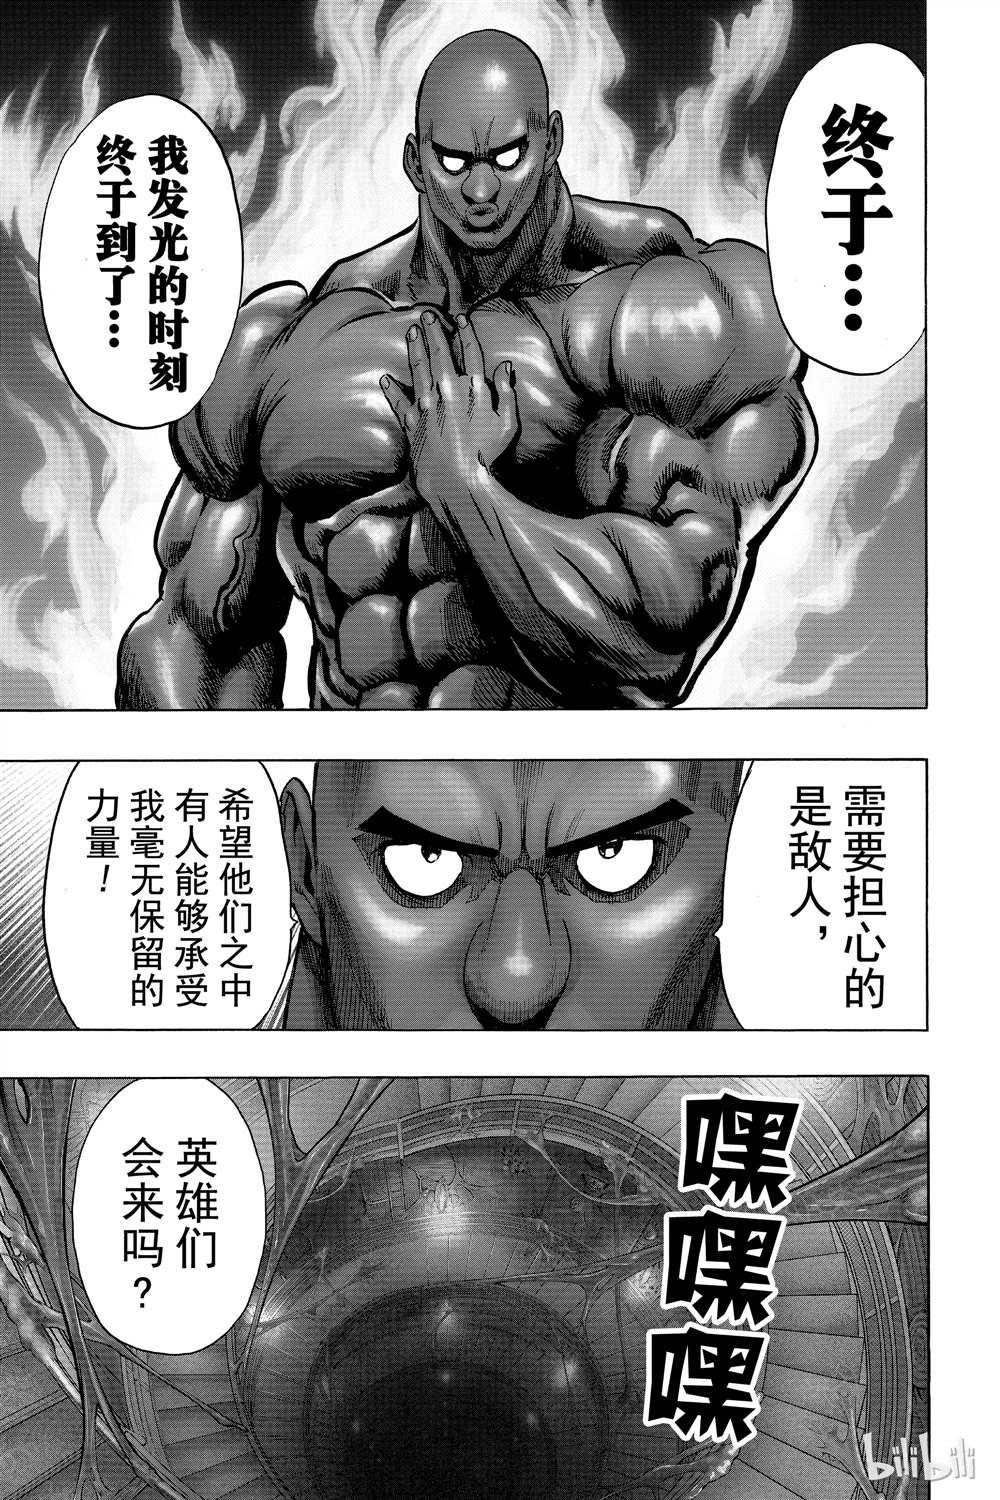 终于…
我发光的时刻
终于到了…
需要担心的
是敌人，
希望他们之中
有人能够承受
我毫无保留的
力量！
嘿
嘿
嘿
英雄们
会来吗？
bilibili